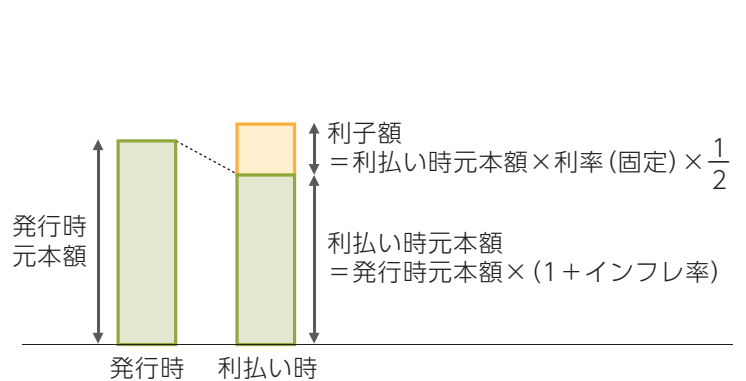 利子額
＝利払い時元本額×利率（固定）×1/2
発行時
元本額
利払い時元本額
＝発行時元本額×（1＋インフレ率）
発行時
利払い時